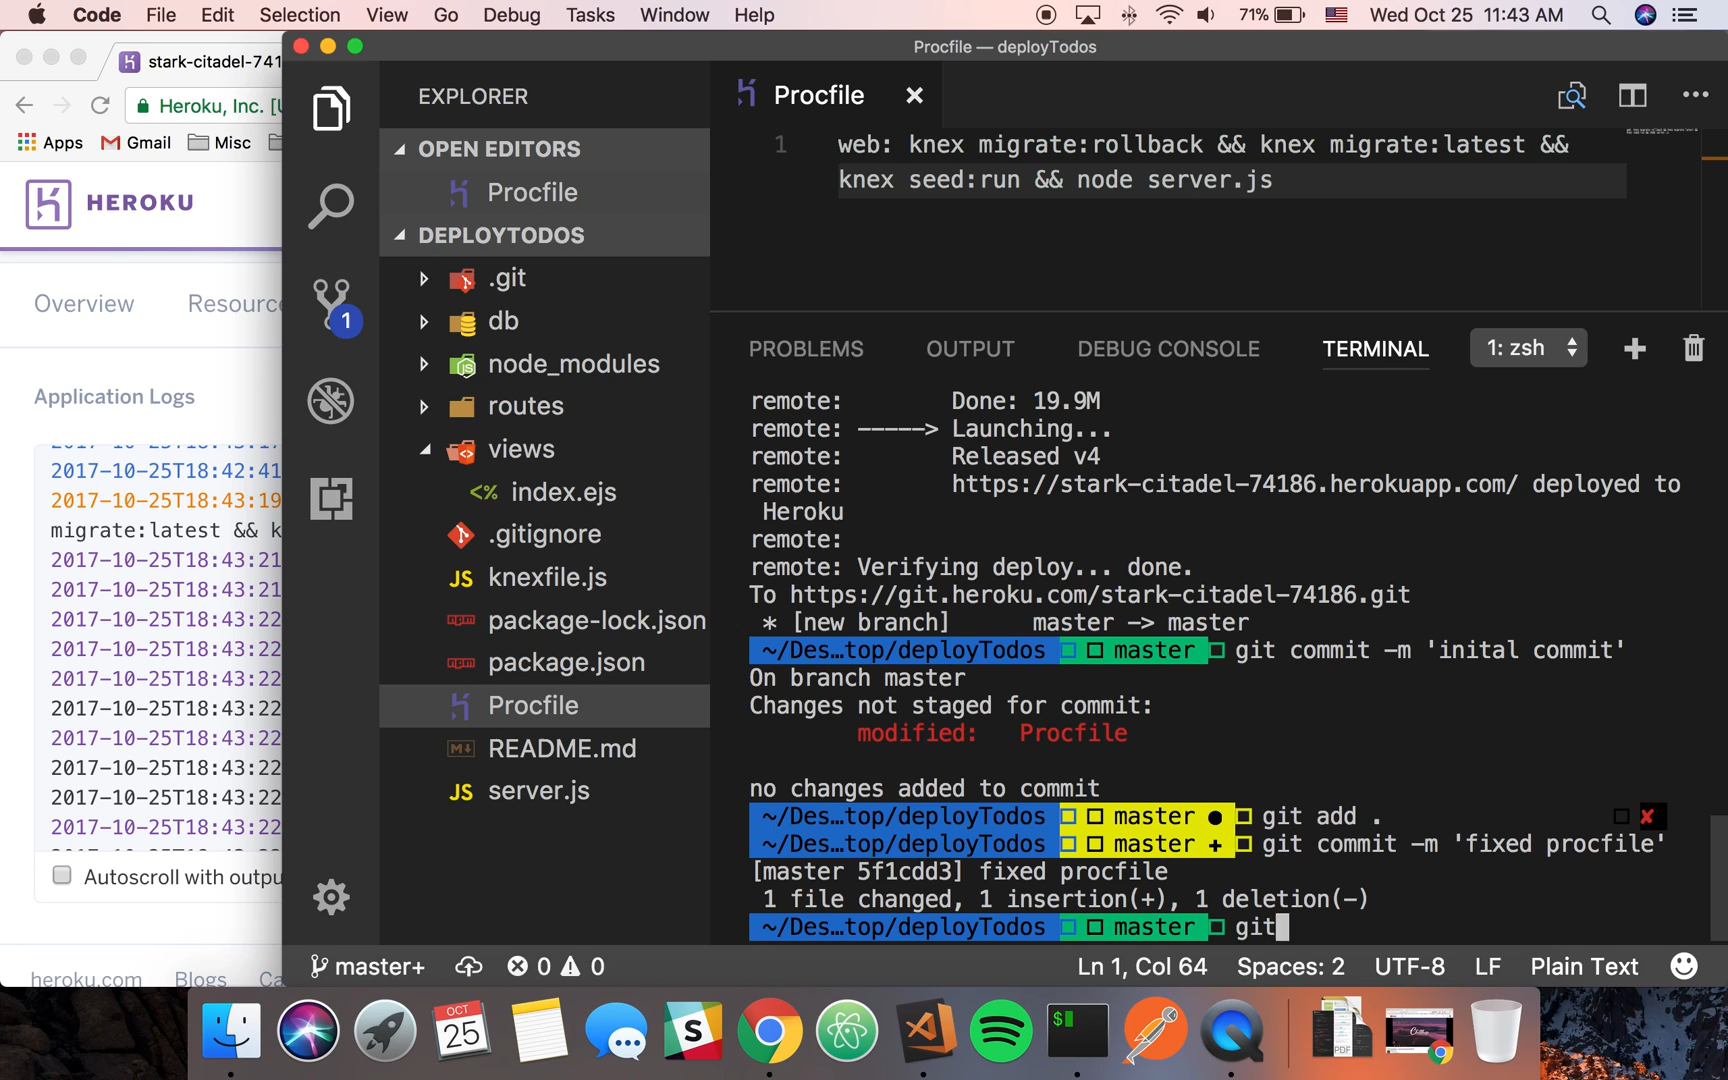 Code File Edit Selection View Go Debug Tasks Window Help 71% Wed Oct 25 11:43 AM
stark-citadel-741
Procfile — deployTodos
Heroku, Inc. [U
Apps Gmail Misc
HEROKU
Overview Resource
Application Logs
2017-10-25T18:42:41
2017-10-25T18:43:19
migrate:latest && k
2017-10-25T18:43:21
2017-10-25T18:43:21
2017-10-25T18:43:22
2017-10-25T18:43:22
2017-10-25T18:43:22
2017-10-25T18:43:22
2017-10-25T18:43:22
2017-10-25T18:43:22
2017-10-25T18:43:22
2017-10-25T18:43:22
Autoscroll with outpu
heroku.com Blogs Ca
EXPLORER
OPEN EDITORS
Procfile
DEPLOYTODOS
.git
db
node_modules
routes
views
<% index.ejs
.gitignore
JS knexfile.js
package-lock.json
package.json
Procfile
README.md
JS server.js
1
Procfile
1 web: knex migrate:rollback && knex migrate:latest &&
knex seed:run && node server.js
PROBLEMS OUTPUT DEBUG CONSOLE TERMINAL 1: zsh
remote: Done: 19.9M
remote: -----> Launching...
remote: Released v4
remote: https://stark-citadel-74186.herokuapp.com/ deployed to
Heroku
remote:
remote: Verifying deploy... done.
To https://git.heroku.com/stark-citadel-74186.git
* [new branch] master -> master
~/Des…top/deployTodos master git commit -m 'inital commit'
On branch master
Changes not staged for commit:
modified: Procfile
no changes added to commit
~/Des…top/deployTodos master ● git add .
~/Des…top/deployTodos master + git commit -m 'fixed procfile'
[master 5f1cdd3] fixed procfile
1 file changed, 1 insertion(+), 1 deletion(-)
~/Des…top/deployTodos master git
master+ 0 0 Ln 1, Col 64 Spaces: 2 UTF-8 LF Plain Text
OCT
25
$
PDF